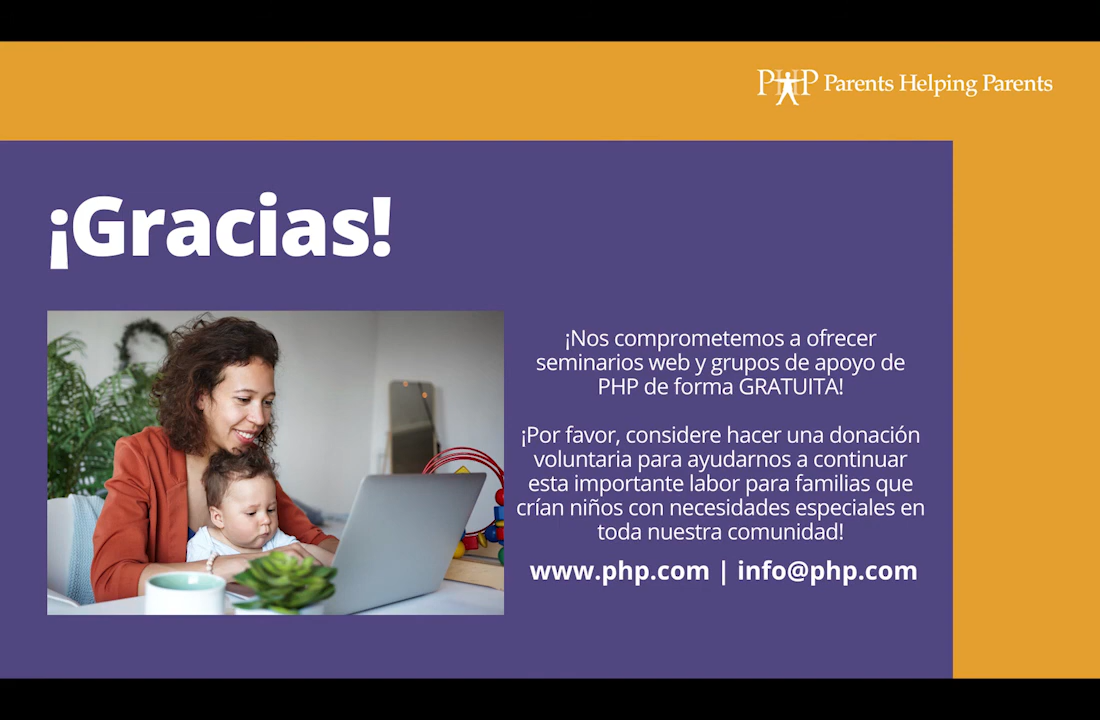 PHP Parents Helping Parents
¡Gracias!
¡Nos comprometemos a ofrecer
seminarios web y grupos de apoyo de
PHP de forma GRATUITA!
¡Por favor, considere hacer una donación
voluntaria para ayudarnos a continuar
esta importante labor para familias que
crían niños con necesidades especiales en
toda nuestra comunidad!
www.php.com | info@php.com